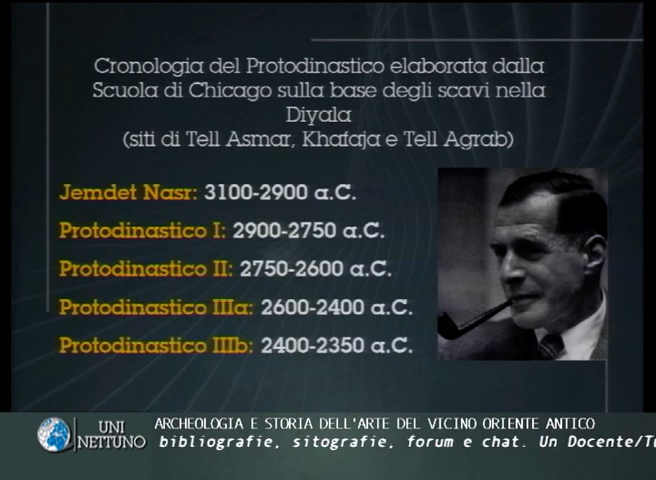 Cronologia del Protodinastico elaborata dalla
Scuola di Chicago sulla base degli scavi nella
Diyala
(siti di Tell Asmar, Khafaja e Tell Agrab)
Jemdet Nasr: 3100-2900 a.C.
Protodinastico I: 2900-2750 a.C.
Protodinastico II: 2750-2600 a.C.
Protodinastico IIIa: 2600-2400 a.C.
Protodinastico IIIb: 2400-2350 a.C.
UNI
NETTUNO
ARCHEOLOGIA E STORIA DELL'ARTE DEL VICINO ORIENTE ANTICO
bibliografie, sitografie, forum e chat. Un Docente/Tu